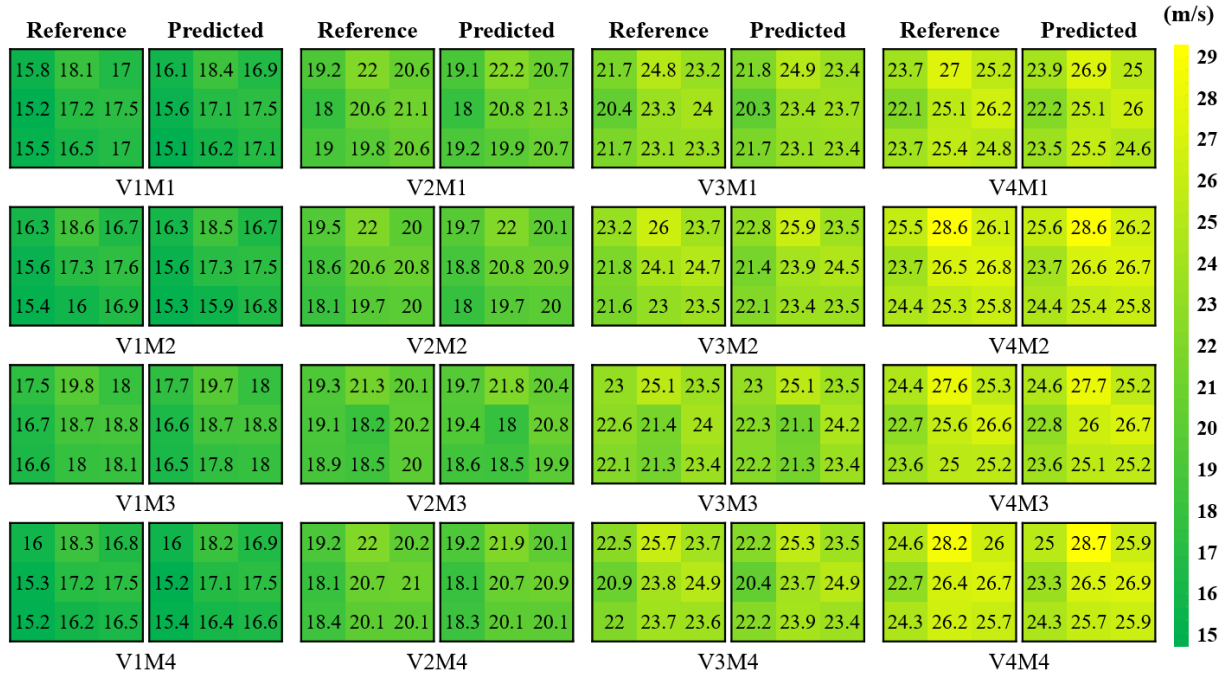 (m/s)
Reference Predicted Reference Predicted Reference Predicted Reference Predicted
15.8 18.1 17 16.1 18.4 16.9 19.2 22 20.6 19.1 22.2 20.7 21.7 24.8 23.2 21.8 24.9 23.4 23.7 27 25.2 23.9 26.9 25
15.2 17.2 17.5 15.6 17.1 17.5 18 20.6 21.1 18 20.8 21.3 20.4 23.3 24 20.3 23.4 23.7 22.1 25.1 26.2 22.2 25.1 26
15.5 16.5 17 15.1 16.2 17.1 19 19.8 20.6 19.2 19.9 20.7 21.7 23.1 23.3 21.7 23.1 23.4 23.7 25.4 24.8 23.5 25.5 24.6
V1M1 V2M1 V3M1 V4M1
16.3 18.6 16.7 16.3 18.5 16.7 19.5 22 20 19.7 22 20.1 23.2 26 23.7 22.8 25.9 23.5 25.5 28.6 26.1 25.6 28.6 26.2
15.6 17.3 17.6 15.6 17.3 17.5 18.6 20.6 20.8 18.8 20.8 20.9 21.8 24.1 24.7 21.4 23.9 24.5 23.7 26.5 26.8 23.7 26.6 26.7
15.4 16 16.9 15.3 15.9 16.8 18.1 19.7 20 18 19.7 20 21.6 23 23.5 22.1 23.4 23.5 24.4 25.3 25.8 24.4 25.4 25.8
V1M2 V2M2 V3M2 V4M2
17.5 19.8 18 17.7 19.7 18 19.3 21.3 20.1 19.7 21.8 20.4 23 25.1 23.5 23 25.1 23.5 24.4 27.6 25.3 24.6 27.7 25.2
16.7 18.7 18.8 16.6 18.7 18.8 19.1 18.2 20.2 19.4 18 20.8 22.6 21.4 24 22.3 21.1 24.2 22.7 25.6 26.6 22.8 26 26.7
16.6 18 18.1 16.5 17.8 18 18.9 18.5 20 18.6 18.5 19.9 22.1 21.3 23.4 22.2 21.3 23.4 23.6 25 25.2 23.6 25.1 25.2
V1M3 V2M3 V3M3 V4M3
16 18.3 16.8 16 18.2 16.9 19.2 22 20.2 19.2 21.9 20.1 22.5 25.7 23.7 22.2 25.3 23.5 24.6 28.2 26 25 28.7 25.9
15.3 17.2 17.5 15.2 17.1 17.5 18.1 20.7 21 18.1 20.7 20.9 20.9 23.8 24.9 20.4 23.7 24.9 22.7 26.4 26.7 23.3 26.5 26.9
15.2 16.2 16.5 15.4 16.4 16.6 18.4 20.1 20.1 18.3 20.1 20.1 22 23.7 23.6 22.2 23.9 23.4 24.3 26.2 25.7 24.3 25.7 25.9
V1M4 V2M4 V3M4 V4M4
29
28
27
26
25
24
23
22
21
20
19
18
17
16
15